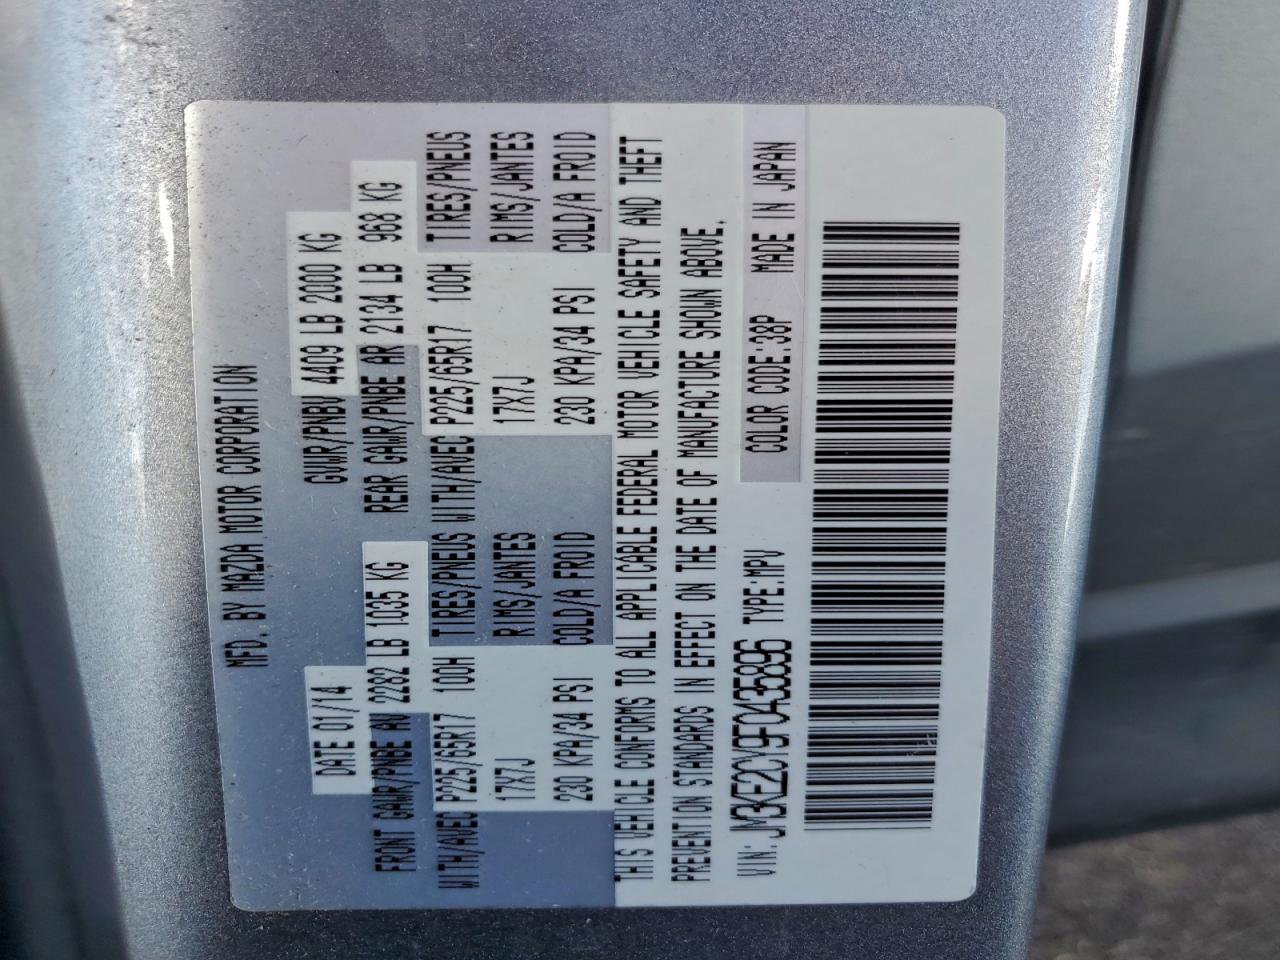 MFD. BY MAZDA MOTOR CORPORATION
DATE 01/14 GVWR/PNBV 4409 LB 2000 KG
FRONT GAWR/PNBE AV 2282 LB 1035 KG REAR GAWR/PNBE AR 2134 LB 968 KG
WITH/AVEC P225/65R17 100H TIRES/PNEUS WITH/AVEC P225/65R17 100H TIRES/PNEUS
17X7J RIMS/JANTES 17X7J RIMS/JANTES
230 KPA/34 PSI COLD/A FROID 230 KPA/34 PSI COLD/A FROID
THIS VEHICLE CONFORMS TO ALL APPLICABLE FEDERAL MOTOR VEHICLE SAFETY AND THEFT
PREVENTION STANDARDS IN EFFECT ON THE DATE OF MANUFACTURE SHOWN ABOVE.
VIN: JM3KE2CY9F0435896 TYPE:MPV COLOR CODE:38P MADE IN JAPAN